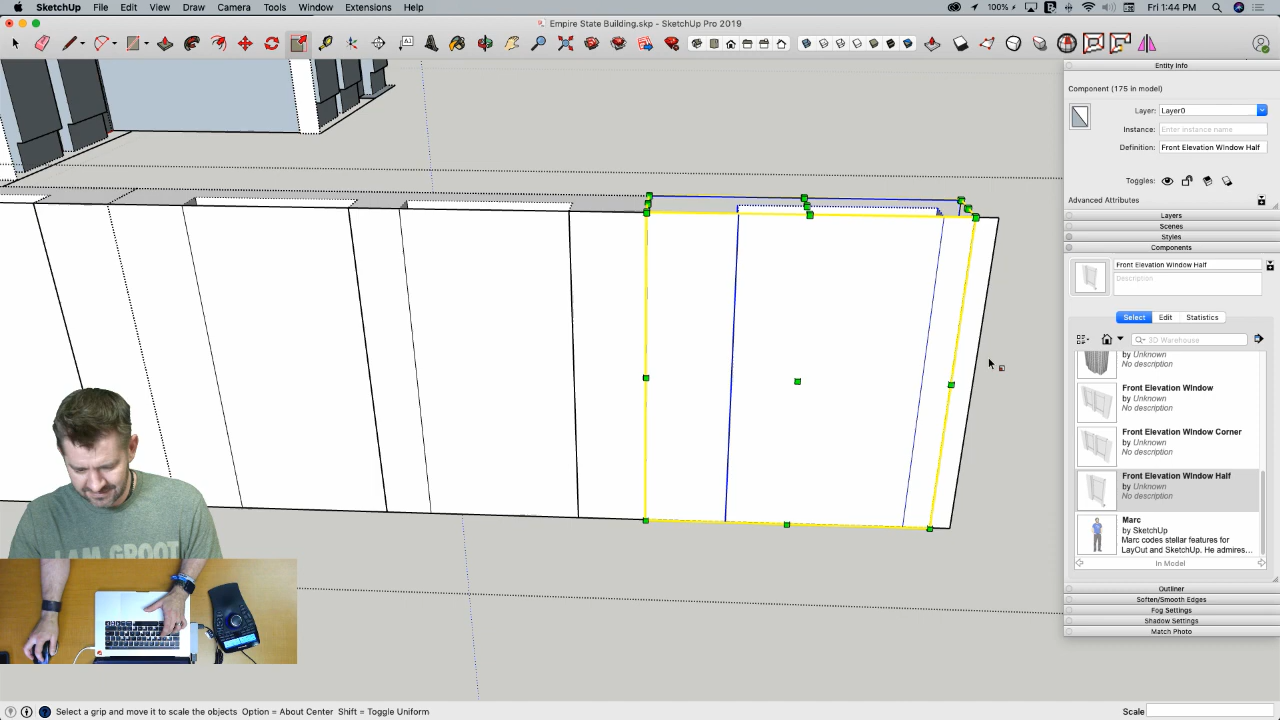 SketchUp File Edit View Draw Camera Tools Window Extensions Help
100% Fri 1:44 PM
Empire State Building.skp - SketchUp Pro 2019
Entity Info
Component (175 in model)
Layer: Layer0
Instance: Enter instance name
Definition: Front Elevation WIndow Half
Toggles:
Advanced Attributes
Layers
Scenes
Styles
Components
Front Elevation WIndow Half
Description
Select Edit Statistics
3D Warehouse
by Unknown
No description
Front Elevation WIndow
by Unknown
No description
Front Elevation WIndow Corner
by Unknown
No description
Front Elevation WIndow Half
by Unknown
No description
Marc
by SketchUp
Marc codes stellar features for
LayOut and SketchUp. He admires...
In Model
Outliner
Soften/Smooth Edges
Fog Settings
Shadow Settings
Match Photo
I AM GROOT
Select a grip and move it to scale the objects Option = About Center Shift = Toggle Uniform
Scale